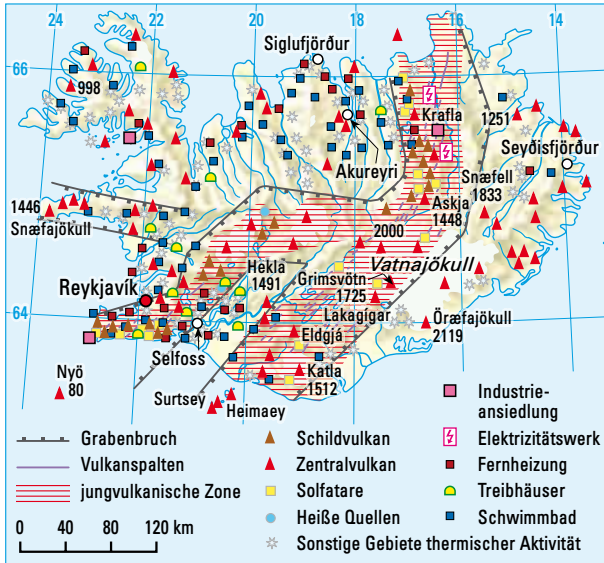 24
22
20
18
16
14
Siglufjörður
66
998
Krafla
1251
Seyðisfjörður
Akureyri
Snæfell
1833
Askja
1448
1446
Snæfajökull
2000
Hekla
1491
Vatnajökull
Grimsvötn
1725
Reykjavík
64
Lakagígar
Öræfajökull
2119
Eldgjá
Selfoss
Katla
1512
Nyö
80
Surtsey
Heimaey
Industrie-
ansiedlung
Grabenbruch
Schildvulkan
Elektrizitätswerk
Vulkanspalten
Zentralvulkan
Fernheizung
jungvulkanische Zone
Solfatare
Treibhäuser
Heiße Quellen
Schwimmbad
0 40 80 120 km
Sonstige Gebiete thermischer Aktivität